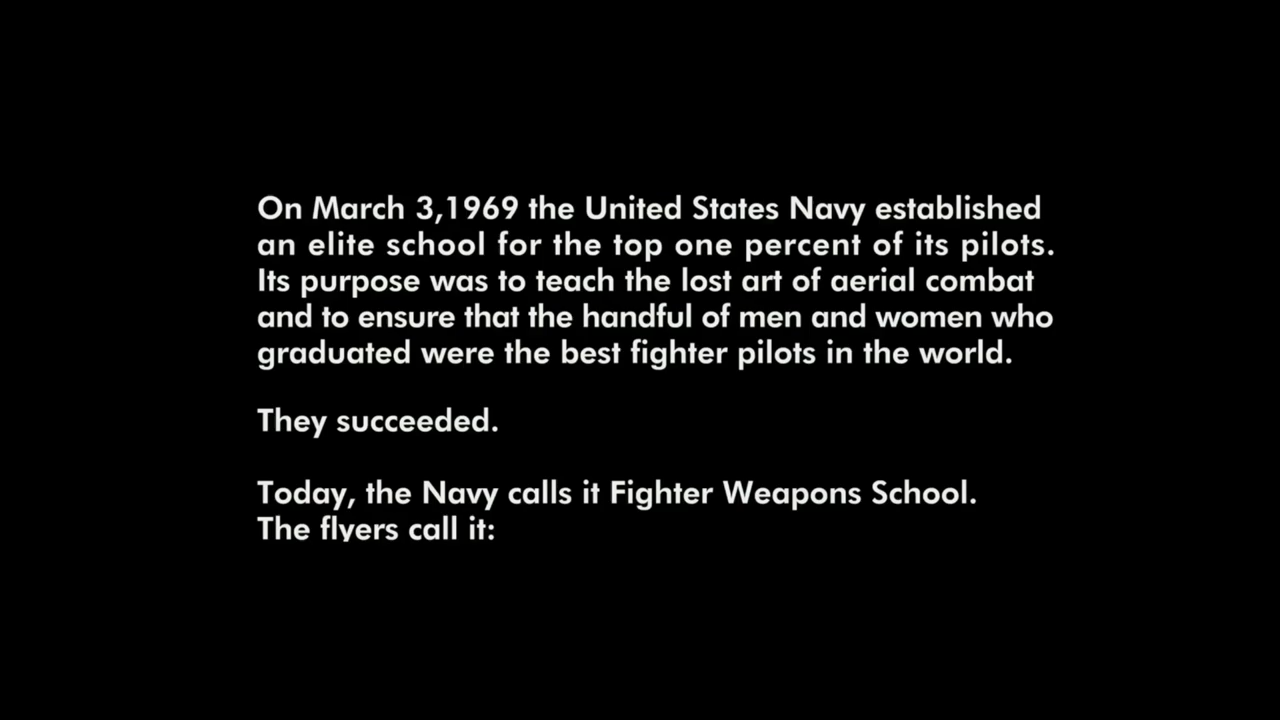 On March 3,1969 the United States Navy established
an elite school for the top one percent of its pilots.
Its purpose was to teach the lost art of aerial combat
and to ensure that the handful of men and women who
graduated were the best fighter pilots in the world.
They succeeded.
Today, the Navy calls it Fighter Weapons School.
The flyers call it: